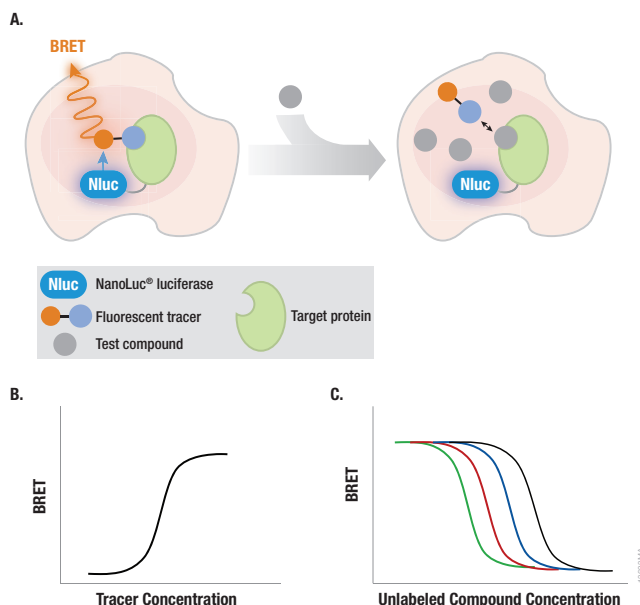 A.
BRET
Nluc
Nluc
Nluc NanoLuc® luciferase
Fluorescent tracer
Target protein
Test compound
B.
BRET
Tracer Concentration
C.
BRET
Unlabeled Compound Concentration